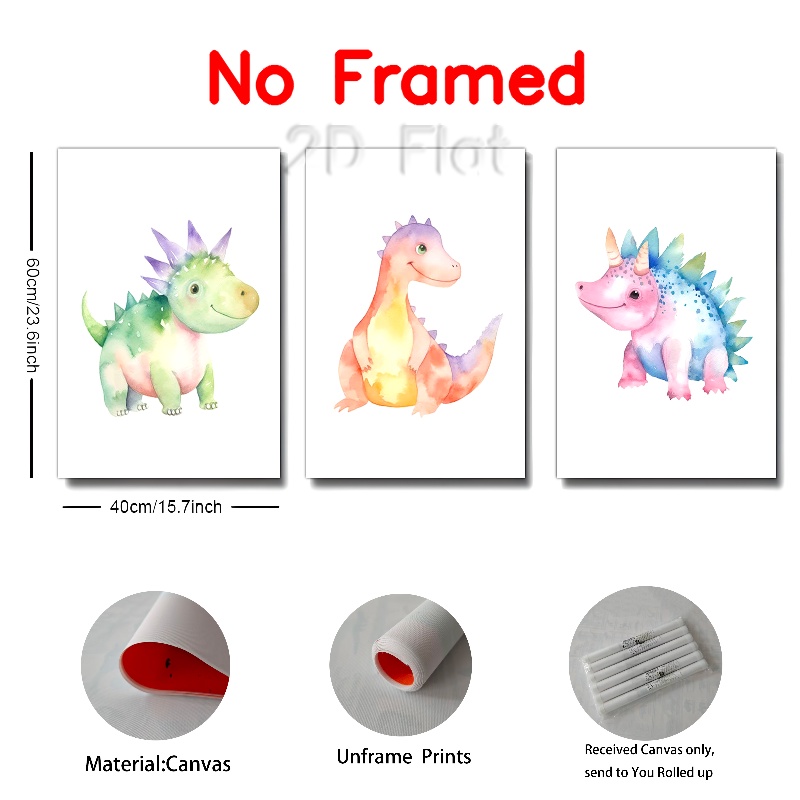 No Framed
2D Flat
60cm/23.6inch
40cm/15.7inch
Material:Canvas
Unframe Prints
Received Canvas only,
send to You Rolled up